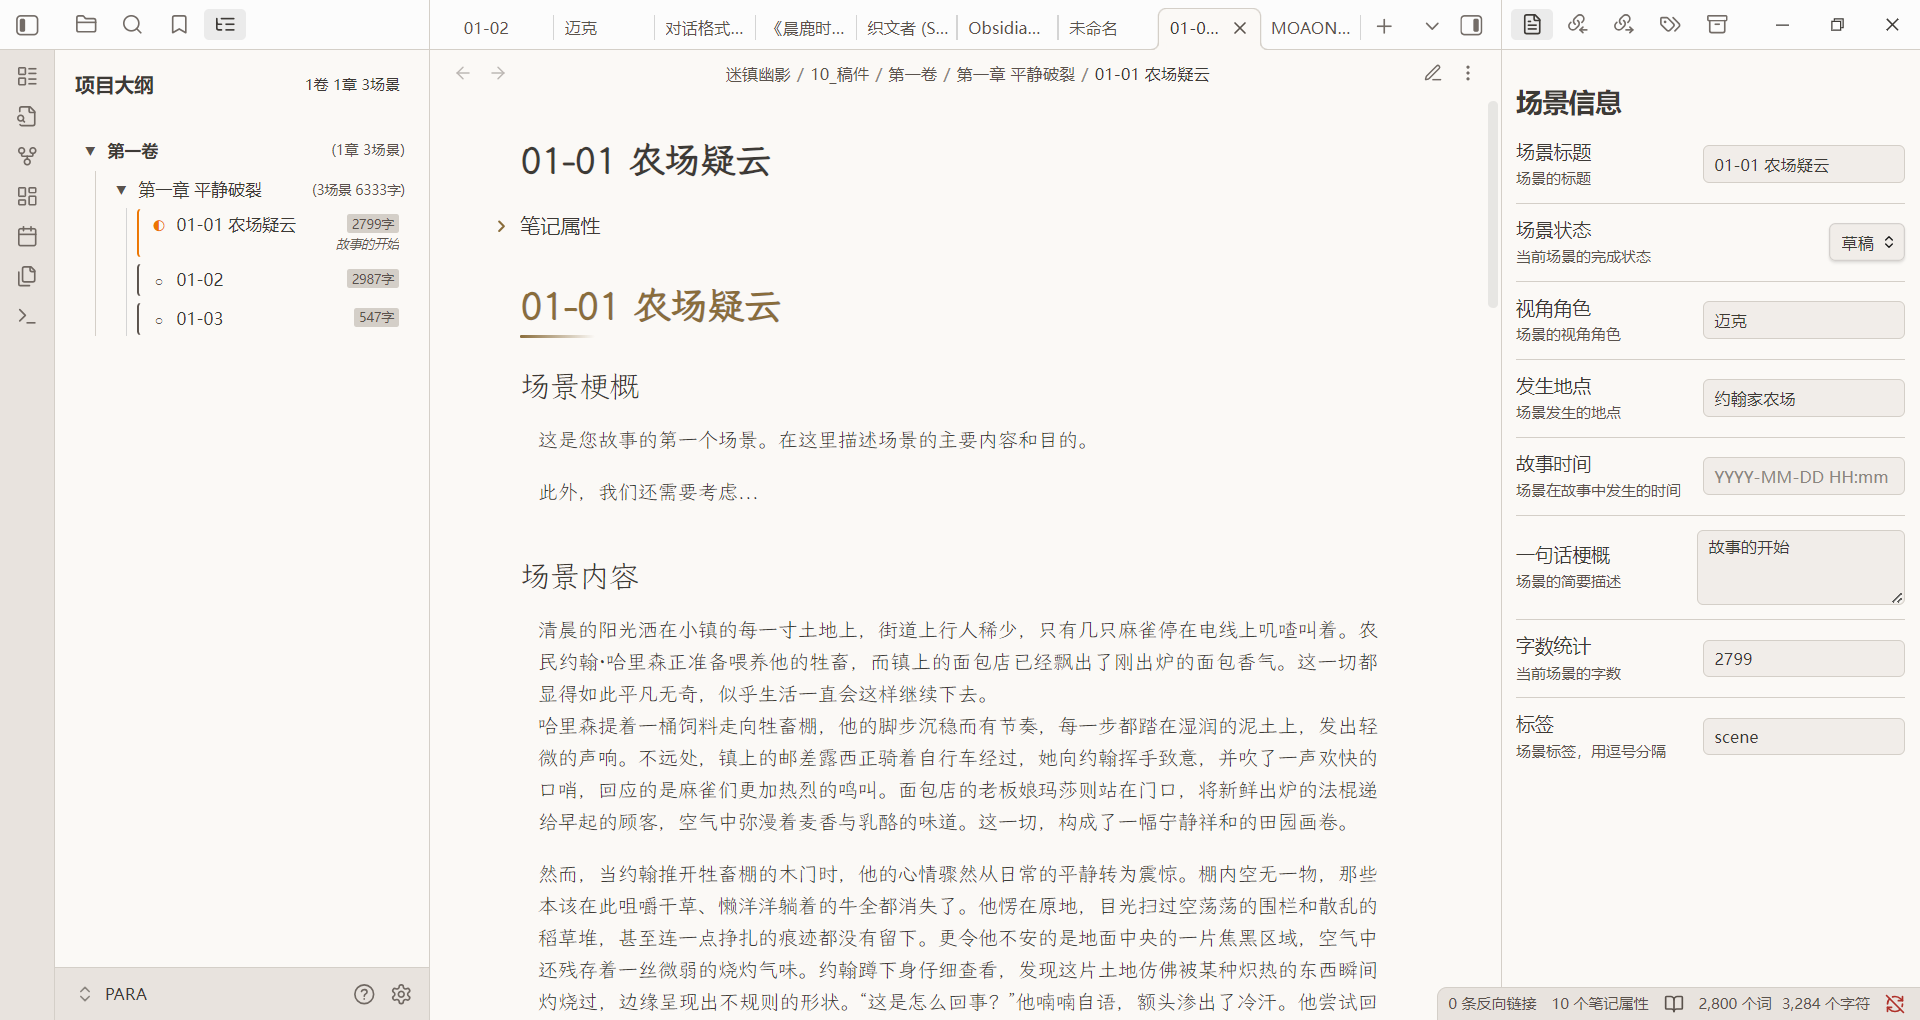 01-02
迈克
对话格式...
《晨鹿时...
织文者 (S...
Obsidia...
未命名
01-0...
MOAON...
项目大纲
1卷 1章 3场景
第一卷
(1章 3场景)
第一章 平静破裂
(3场景 6333字)
01-01 农场疑云
2799字
故事的开始
01-02
2987字
01-03
547字
PARA
迷镇幽影 / 10_稿件 / 第一卷 / 第一章 平静破裂 / 01-01 农场疑云
01-01 农场疑云
笔记属性
01-01 农场疑云
场景梗概
这是您故事的第一个场景。在这里描述场景的主要内容和目的。
此外，我们还需要考虑...
场景内容
清晨的阳光洒在小镇的每一寸土地上，街道上行人稀少，只有几只麻雀停在电线上叽喳叫着。农
民约翰·哈里森正准备喂养他的牲畜，而镇上的面包店已经飘出了刚出炉的面包香气。这一切都
显得如此平凡无奇，似乎生活一直会这样继续下去。
哈里森提着一桶饲料走向牲畜棚，他的脚步沉稳而有节奏，每一步都踏在湿润的泥土上，发出轻
微的声响。不远处，镇上的邮差露西正骑着自行车经过，她向约翰挥手致意，并吹了一声欢快的
口哨，回应的是麻雀们更加热烈的鸣叫。面包店的老板娘玛莎则站在门口，将新鲜出炉的法棍递
给早起的顾客，空气中弥漫着麦香与乳酪的味道。这一切，构成了一幅宁静祥和的田园画卷。
然而，当约翰推开牲畜棚的木门时，他的心情骤然从日常的平静转为震惊。棚内空无一物，那些
本该在此咀嚼干草、懒洋洋躺着的牛全都消失了。他愣在原地，目光扫过空荡荡的围栏和散乱的
稻草堆，甚至连一点挣扎的痕迹都没有留下。更令他不安的是地面中央的一片焦黑区域，空气中
还残存着一丝微弱的烧灼气味。约翰蹲下身仔细查看，发现这片土地仿佛被某种炽热的东西瞬间
灼烧过，边缘呈现出不规则的形状。“这是怎么回事？”他喃喃自语，额头渗出了冷汗。他尝试回
场景信息
场景标题
场景的标题
01-01 农场疑云
场景状态
当前场景的完成状态
草稿
视角角色
场景的视角角色
迈克
发生地点
场景发生的地点
约翰家农场
故事时间
场景在故事中发生的时间
YYYY-MM-DD HH:mm
一句话梗概
场景的简要描述
故事的开始
字数统计
当前场景的字数
2799
标签
场景标签，用逗号分隔
scene
0 条反向链接
10 个笔记属性
2,800 个词
3,284 个字符